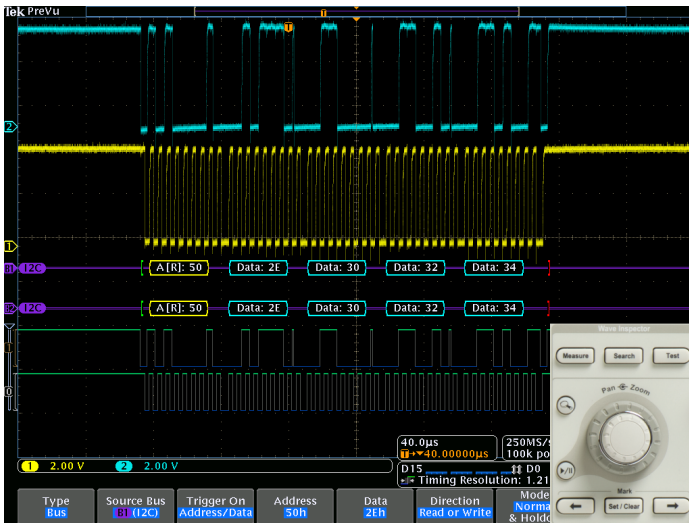 Tek PreVu
T
T
2
1
B1 I2C A [R]: 50 Data: 2E Data: 30 Data: 32 Data: 34
I2C A [R]: 50 Data: 2E Data: 30 Data: 32 Data: 34
1
0
Wave Inspector
Measure Search Test
Pan Zoom
Mark
Set / Clear
40.0µs
T→▼40.00000µs
250MS/s
100k po
1 2.00 V 2 2.00 V
D15 D0
Timing Resolution: 1.21
Type
Bus
Source Bus
B1 (I2C)
Trigger On
Address/Data
Address
50h
Data
2Eh
Direction
Read or Write
Mode
Norma
& Holdo